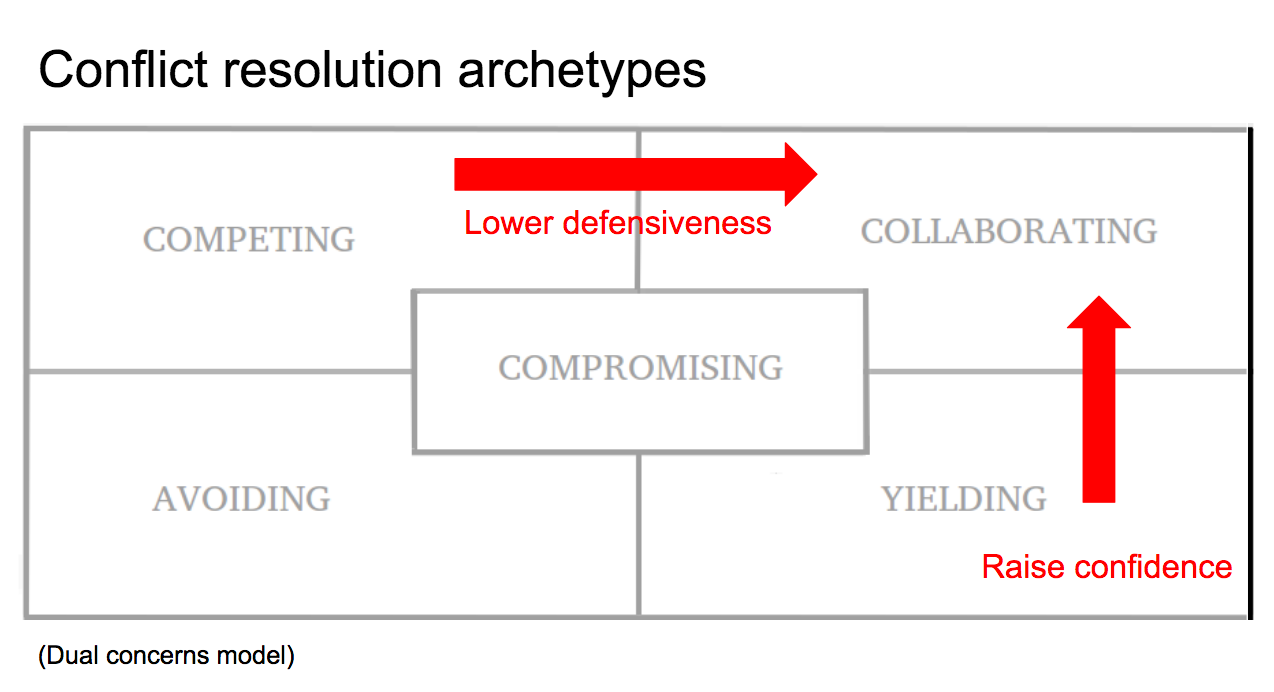 Conflict resolution archetypes
Lower defensiveness
COMPETING
COLLABORATING
COMPROMISING
AVOIDING
YIELDING
Raise confidence
(Dual concerns model)